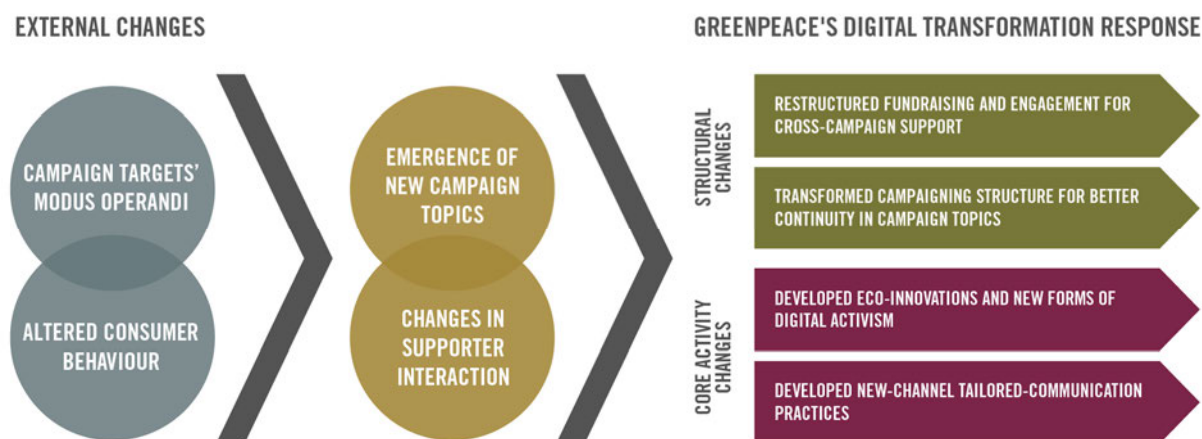 EXTERNAL CHANGES
GREENPEACE'S DIGITAL TRANSFORMATION RESPONSE
CAMPAIGN TARGETS'
MODUS OPERANDI
ALTERED CONSUMER
BEHAVIOUR
EMERGENCE OF
NEW CAMPAIGN
TOPICS
CHANGES IN
SUPPORTER
INTERACTION
STRUCTURAL
CHANGES
RESTRUCTURED FUNDRAISING AND ENGAGEMENT FOR
CROSS-CAMPAIGN SUPPORT
TRANSFORMED CAMPAIGNING STRUCTURE FOR BETTER
CONTINUITY IN CAMPAIGN TOPICS
CORE ACTIVITY
CHANGES
DEVELOPED ECO-INNOVATIONS AND NEW FORMS OF
DIGITAL ACTIVISM
DEVELOPED NEW-CHANNEL TAILORED-COMMUNICATION
PRACTICES